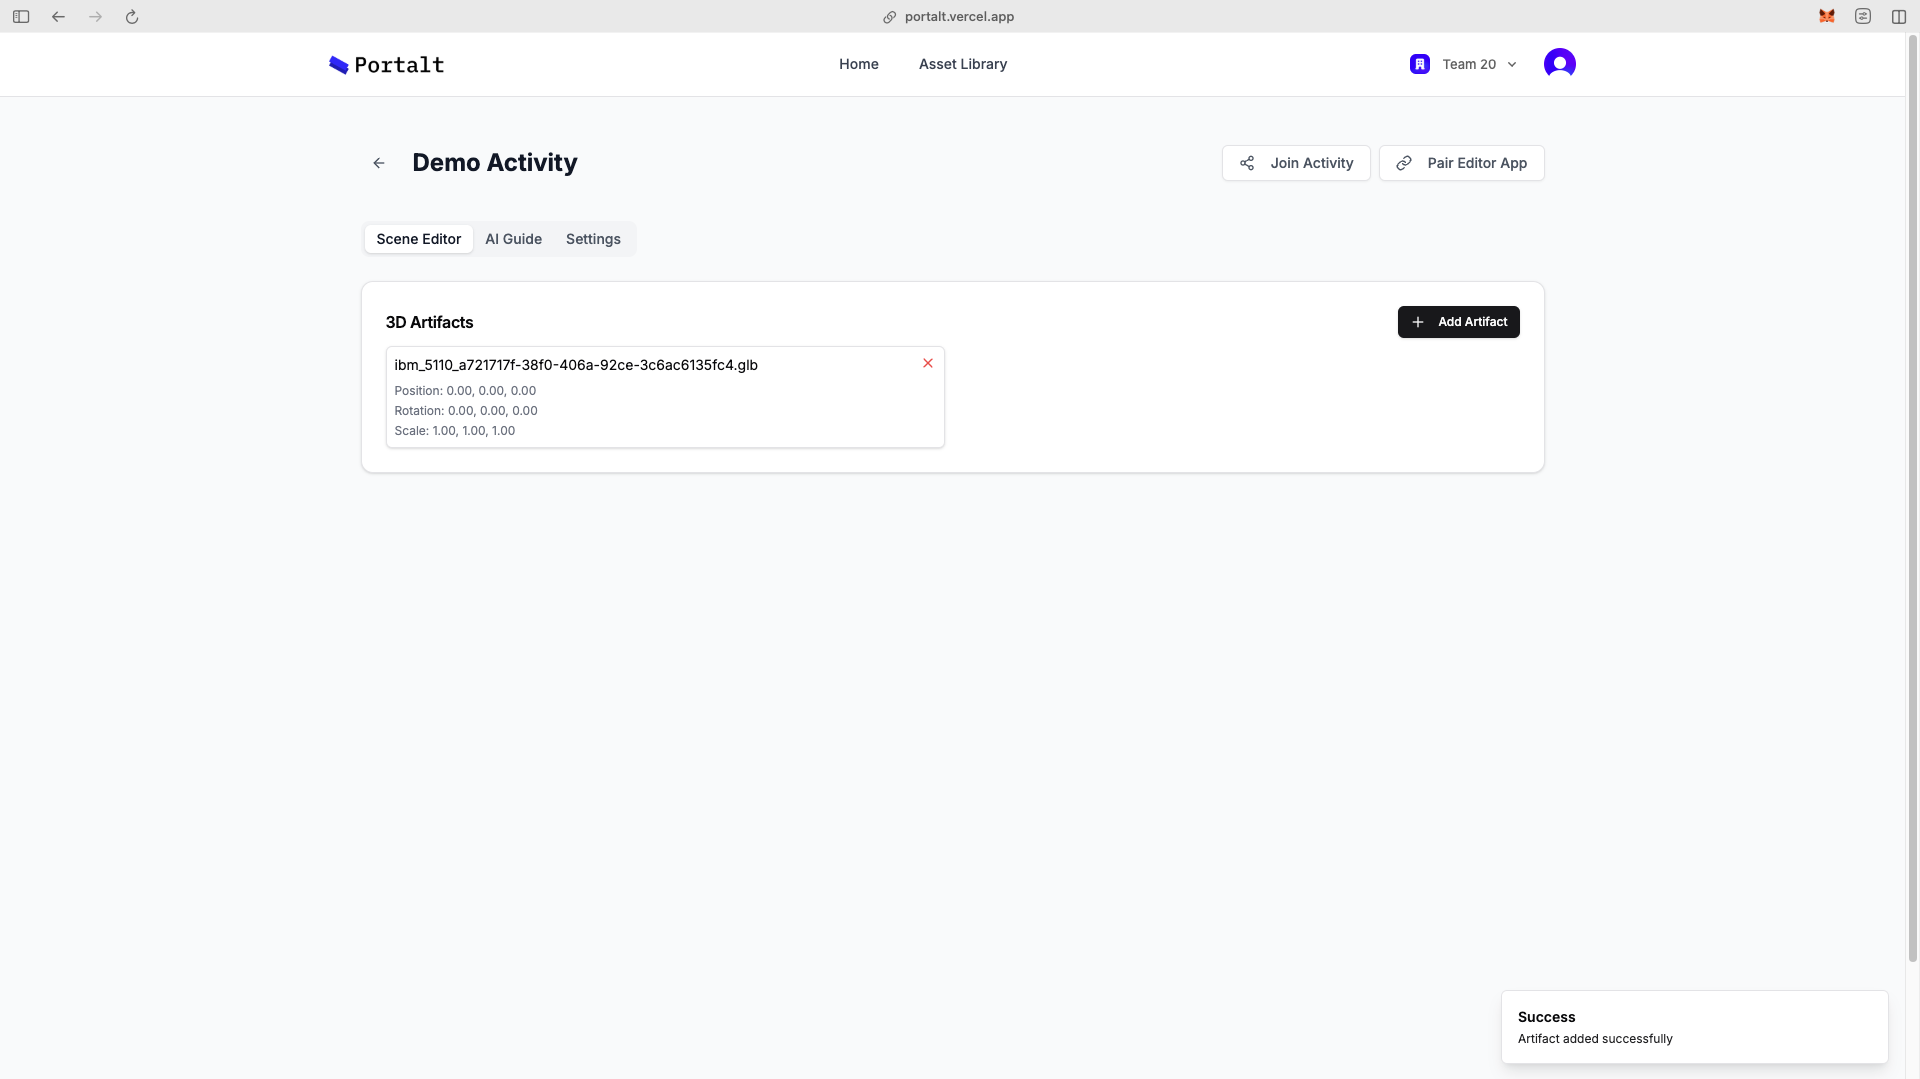 portalt.vercel.app
Portalt
Home
Asset Library
Team 20
Demo Activity
Join Activity
Pair Editor App
Scene Editor
AI Guide
Settings
3D Artifacts
Add Artifact
ibm_5110_a721717f-38f0-406a-92ce-3c6ac6135fc4.glb
Position: 0.00, 0.00, 0.00
Rotation: 0.00, 0.00, 0.00
Scale: 1.00, 1.00, 1.00
Success
Artifact added successfully